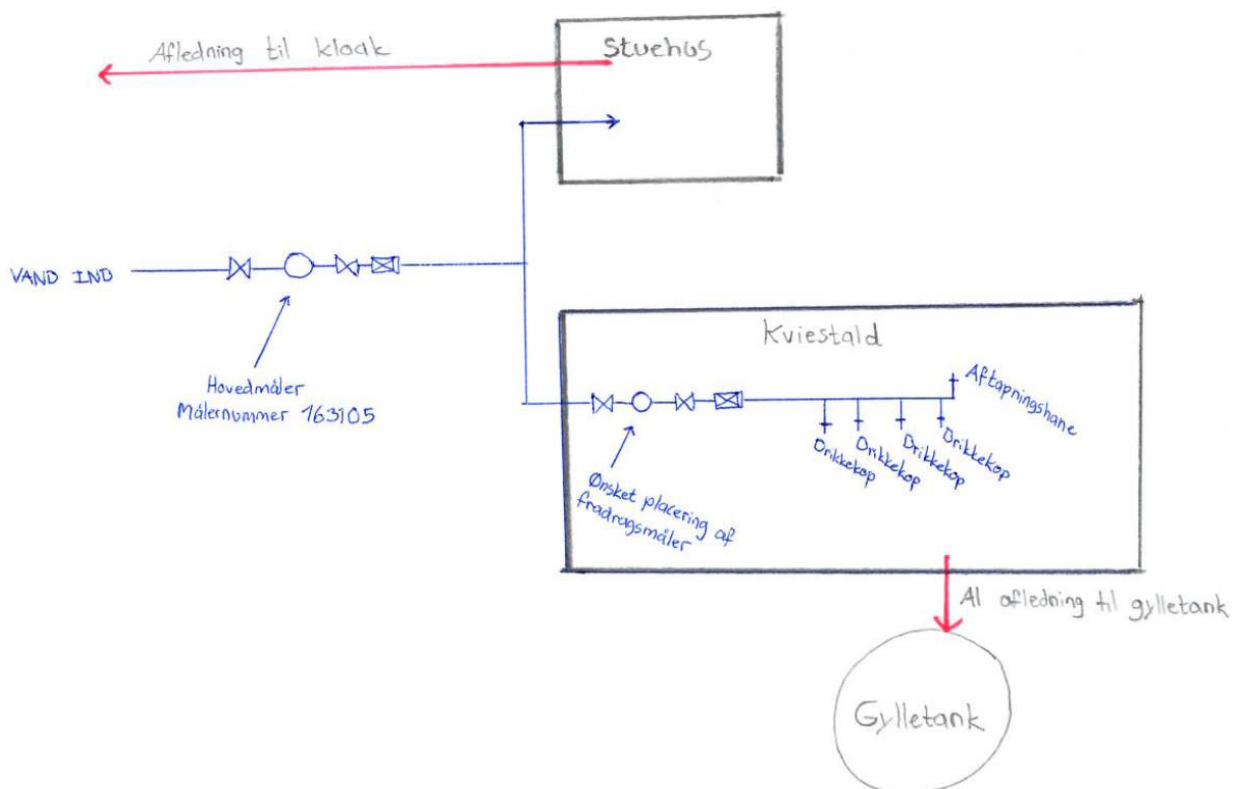 Afledning til kloak
Stuehus
VAND IND
Hovedmåler
Målernummer 163105
Kviestald
Aftapningshane
Drikkekop
Drikkekop
Drikkekop
Drikkekop
Ønsket placering af
fradragsmåler
Al afledning til gylletank
Gylletank